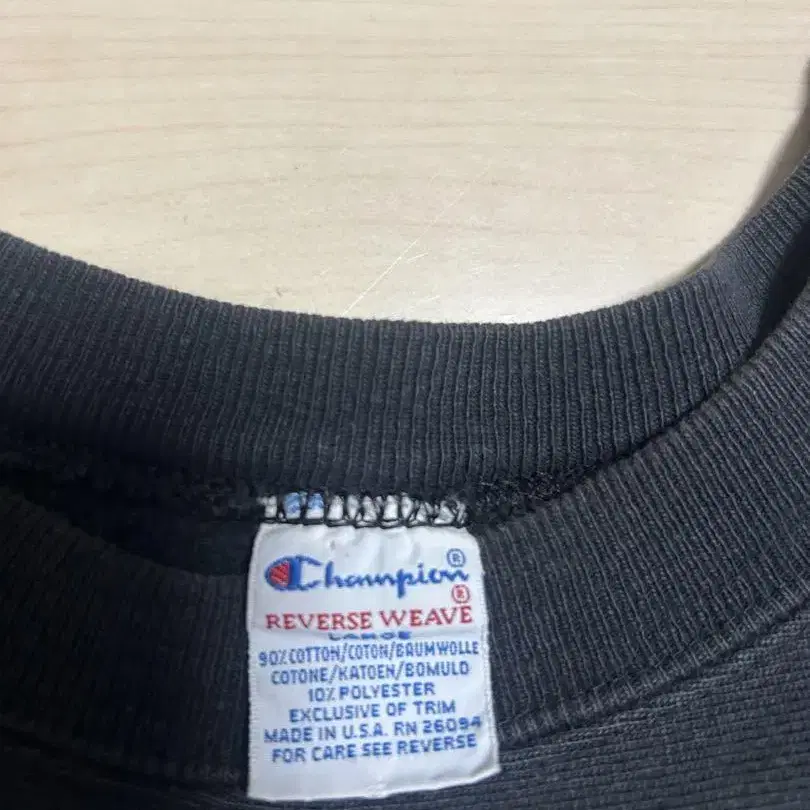 Champion®
REVERSE WEAVE®
LARGE
90% COTTON/COTON/BAUMWOLLE
COTONE/KATOEN/BOMULD
10% POLYESTER
EXCLUSIVE OF TRIM
MADE IN U.S.A. RN 26094
FOR CARE SEE REVERSE